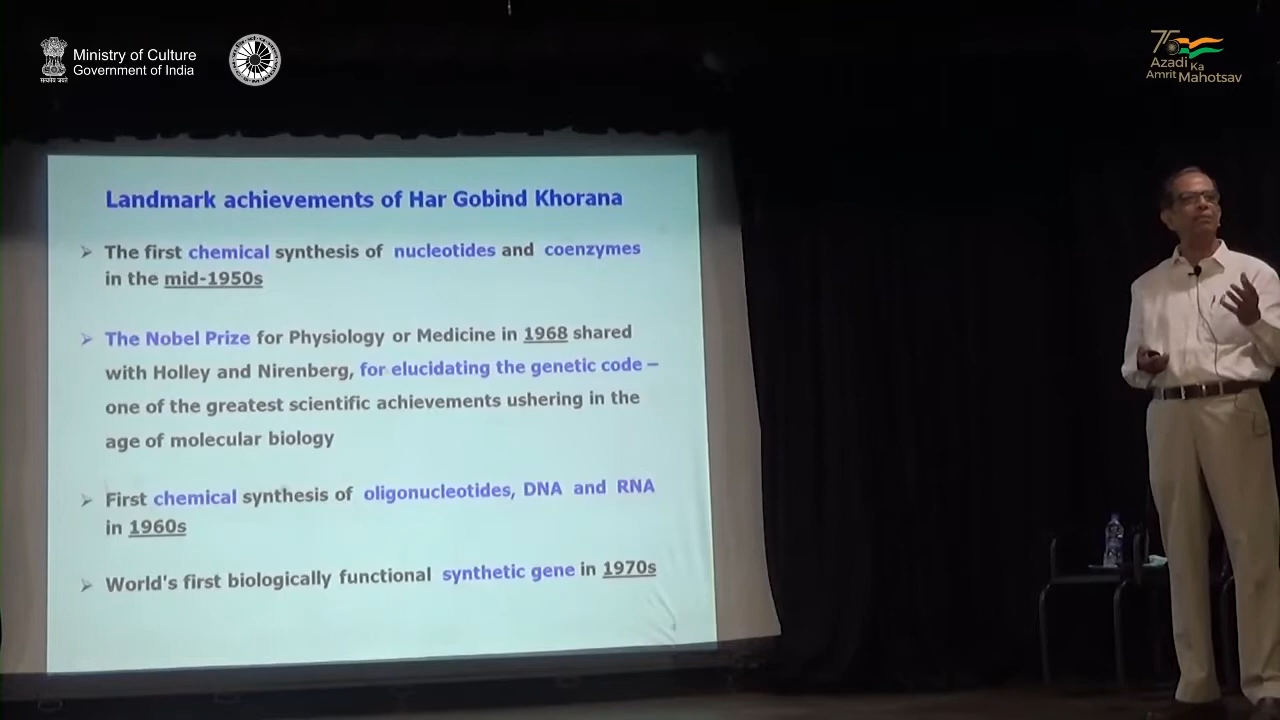 Ministry of Culture
Government of India
सत्यमेव जयते
75
Azadi Ka
Amrit Mahotsav
Landmark achievements of Har Gobind Khorana
➢ The first chemical synthesis of nucleotides and coenzymes
in the mid-1950s
➢ The Nobel Prize for Physiology or Medicine in 1968 shared
with Holley and Nirenberg, for elucidating the genetic code –
one of the greatest scientific achievements ushering in the
age of molecular biology
➢ First chemical synthesis of oligonucleotides, DNA and RNA
in 1960s
➢ World's first biologically functional synthetic gene in 1970s